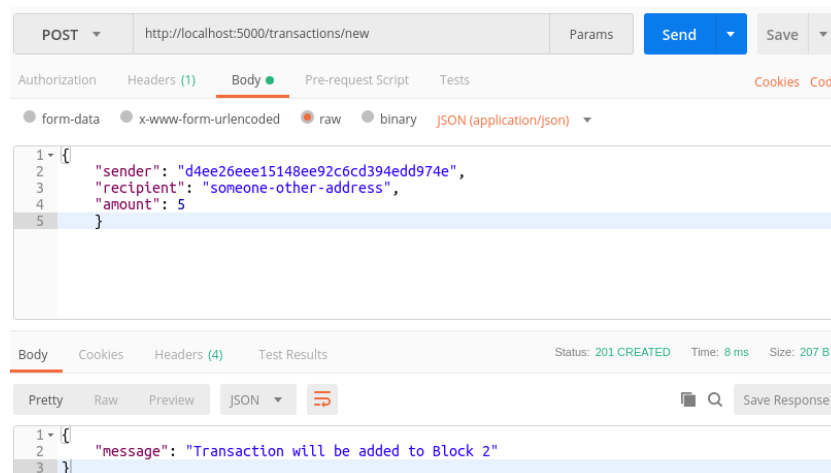 POST http://localhost:5000/transactions/new Params Send Save
Authorization Headers (1) Body Pre-request Script Tests Cookies Cod
form-data x-www-form-urlencoded raw binary JSON (application/json)
1 {
2 "sender": "d4ee26eee15148ee92c6cd394edd974e",
3 "recipient": "someone-other-address",
4 "amount": 5
5 }
Body Cookies Headers (4) Test Results Status: 201 CREATED Time: 8 ms Size: 207 B
Pretty Raw Preview JSON Save Response
1 {
2 "message": "Transaction will be added to Block 2"
3 }